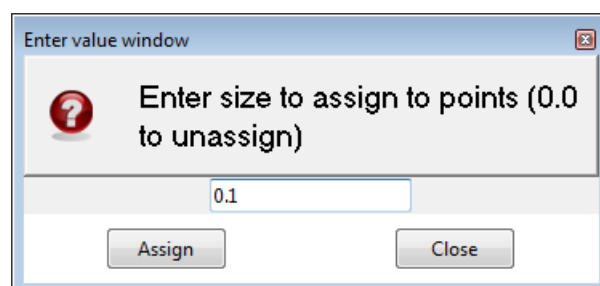 Enter value window
Enter size to assign to points (0.0
to unassign)
0.1
Assign
Close